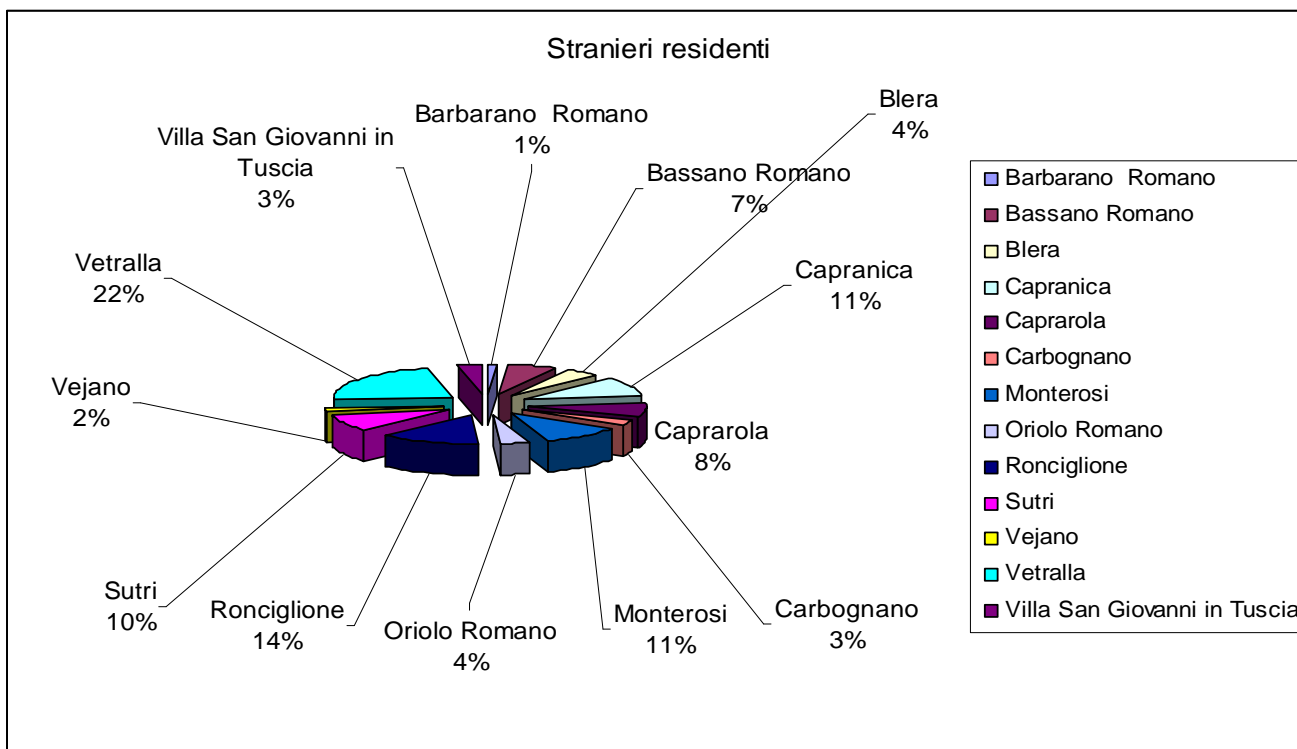 Stranieri residenti
Barbarano  Romano
1%
Blera
4%
Villa San Giovanni in
Tuscia
3%
Bassano Romano
7%
Vetralla
22%
Capranica
11%
Vejano
2%
Caprarola
8%
Sutri
10%
Ronciglione
14%
Oriolo Romano
4%
Monterosi
11%
Carbognano
3%
Barbarano  Romano
Bassano Romano
Blera
Capranica
Caprarola
Carbognano
Monterosi
Oriolo Romano
Ronciglione
Sutri
Vejano
Vetralla
Villa San Giovanni in Tuscia